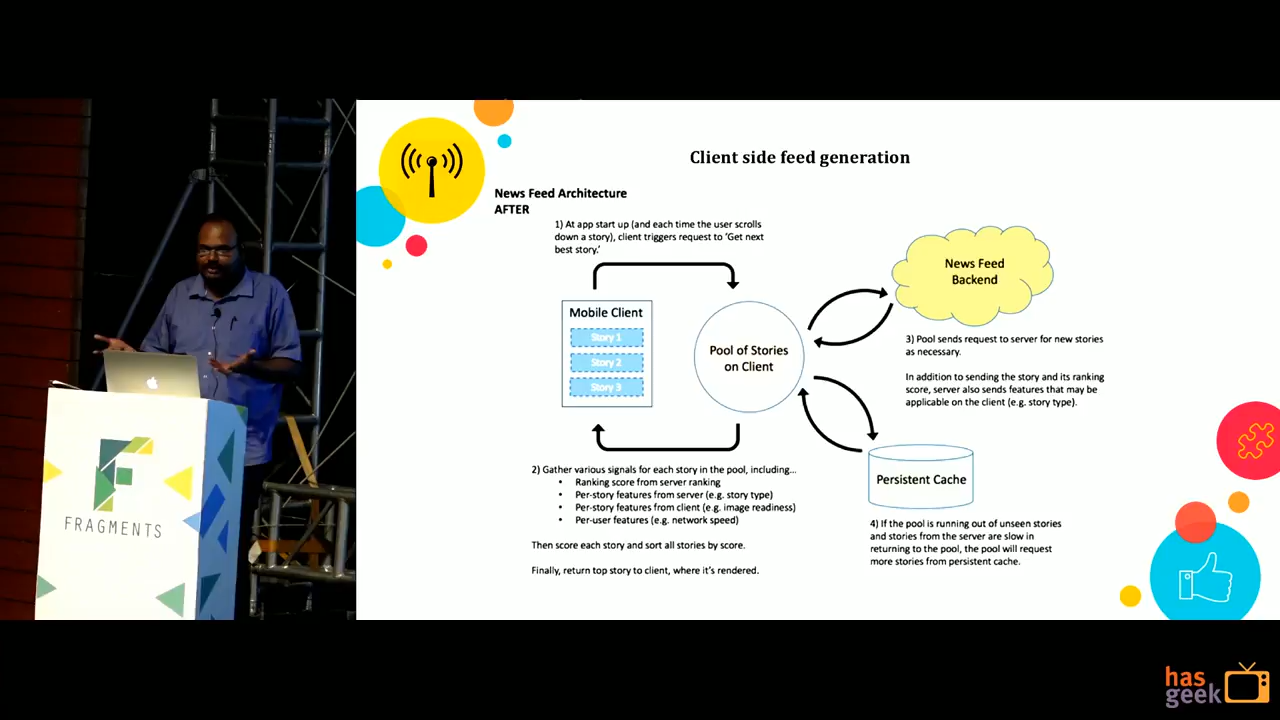 Client side feed generation
News Feed Architecture
AFTER
1) At app start up (and each time the user scrolls
down a story), client triggers request to 'Get next
best story.'
Mobile Client
Story 1
Story 2
Story 3
Pool of Stories
on Client
News Feed
Backend
3) Pool sends request to server for new stories
as necessary.
In addition to sending the story and its ranking
score, server also sends features that may be
applicable on the client (e.g. story type).
2) Gather various signals for each story in the pool, including...
• Ranking score from server ranking
• Per-story features from server (e.g. story type)
• Per-story features from client (e.g. image readiness)
• Per-user features (e.g. network speed)
Then score each story and sort all stories by score.
Finally, return top story to client, where it's rendered.
Persistent Cache
4) If the pool is running out of unseen stories
and stories from the server are slow in
returning to the pool, the pool will request
more stories from persistent cache.
FRAGMENTS
has
geek